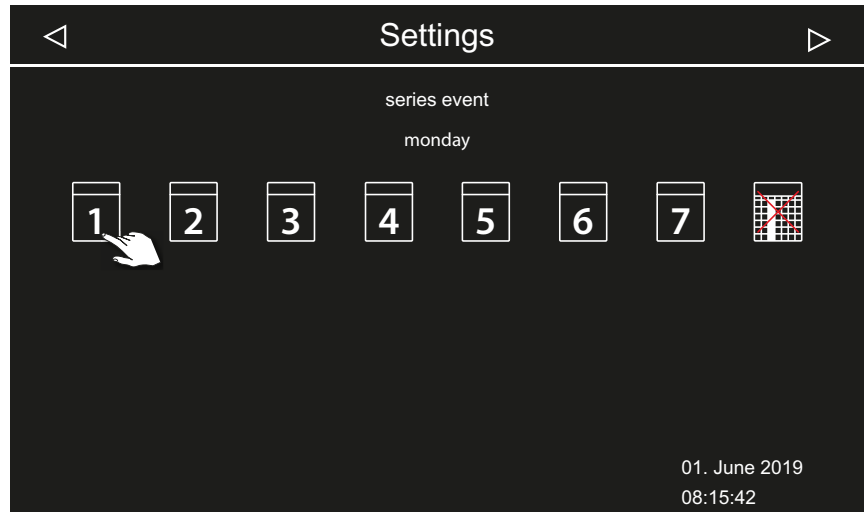 Settings
series event
monday
1 2 3 4 5 6 7
01. June 2019
08:15:42